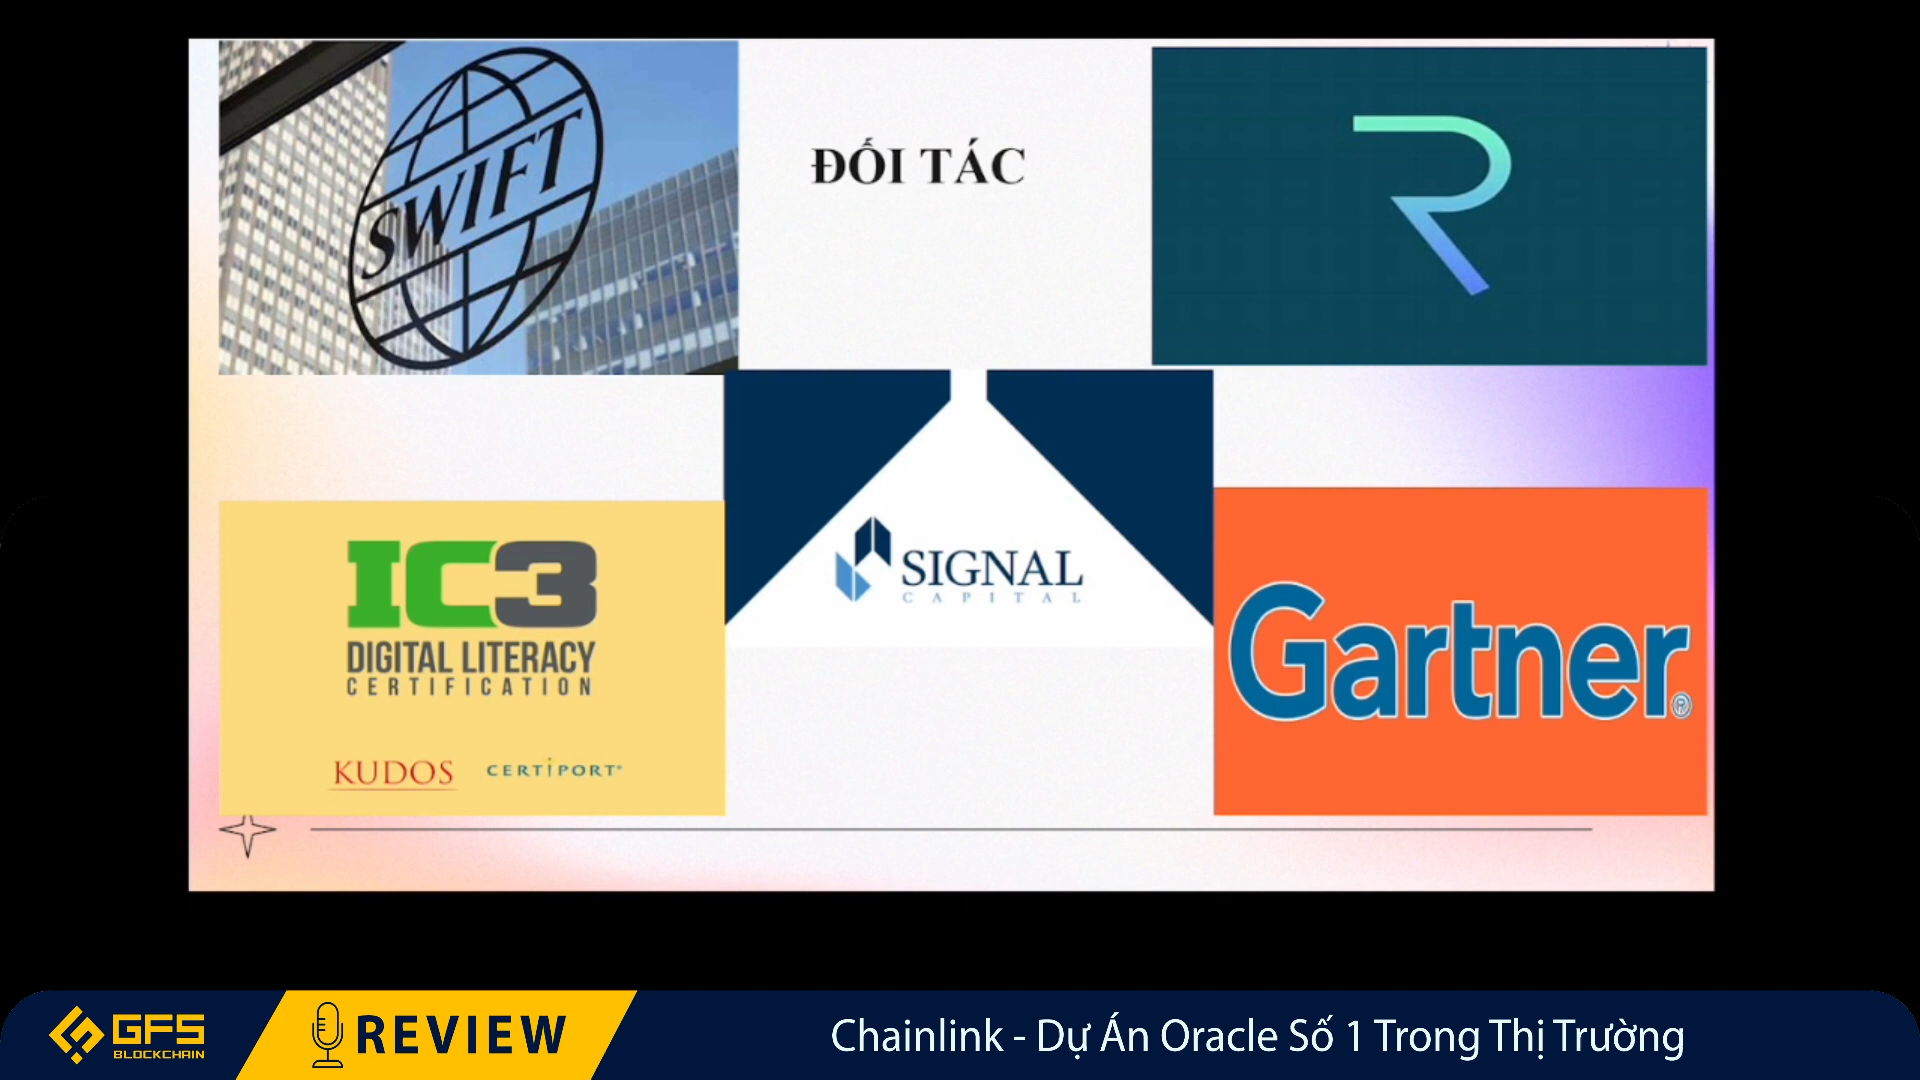 SWIFT
ĐỐI TÁC
R
SIGNAL
CAPITAL
IC3
DIGITAL LITERACY
CERTIFICATION
KUDOS CERTIPORT®
Gartner®
GFS
BLOCKCHAIN
REVIEW
Chainlink - Dự Án Oracle Số 1 Trong Thị Trường